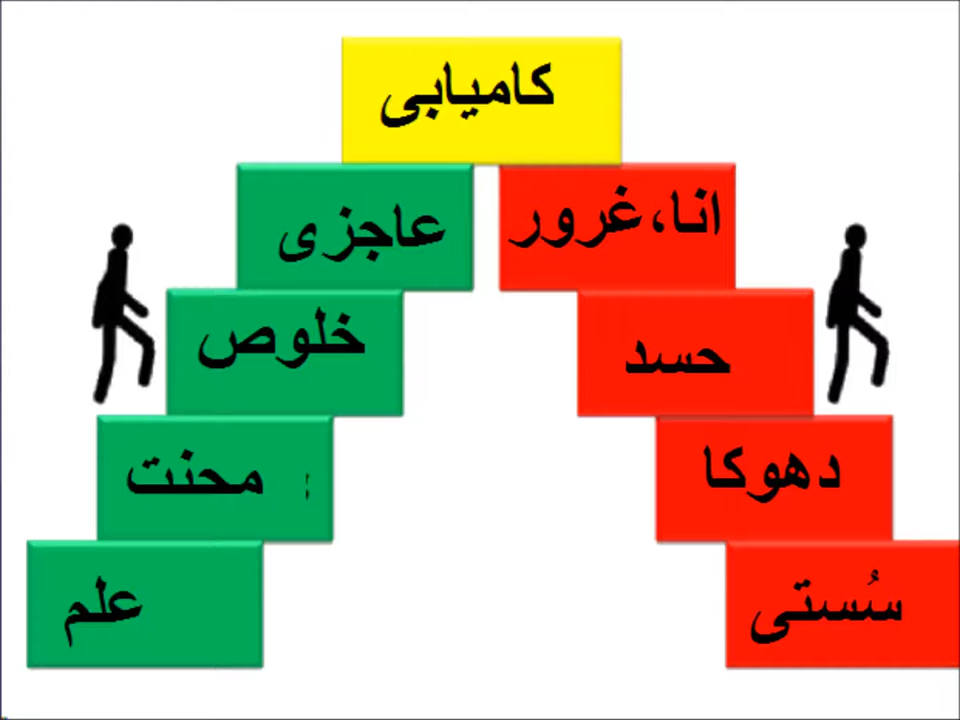 کامیابی
انا،غرور
عاجزی
حسد
خلوص
دھوکا
محنت
سُستی
علم